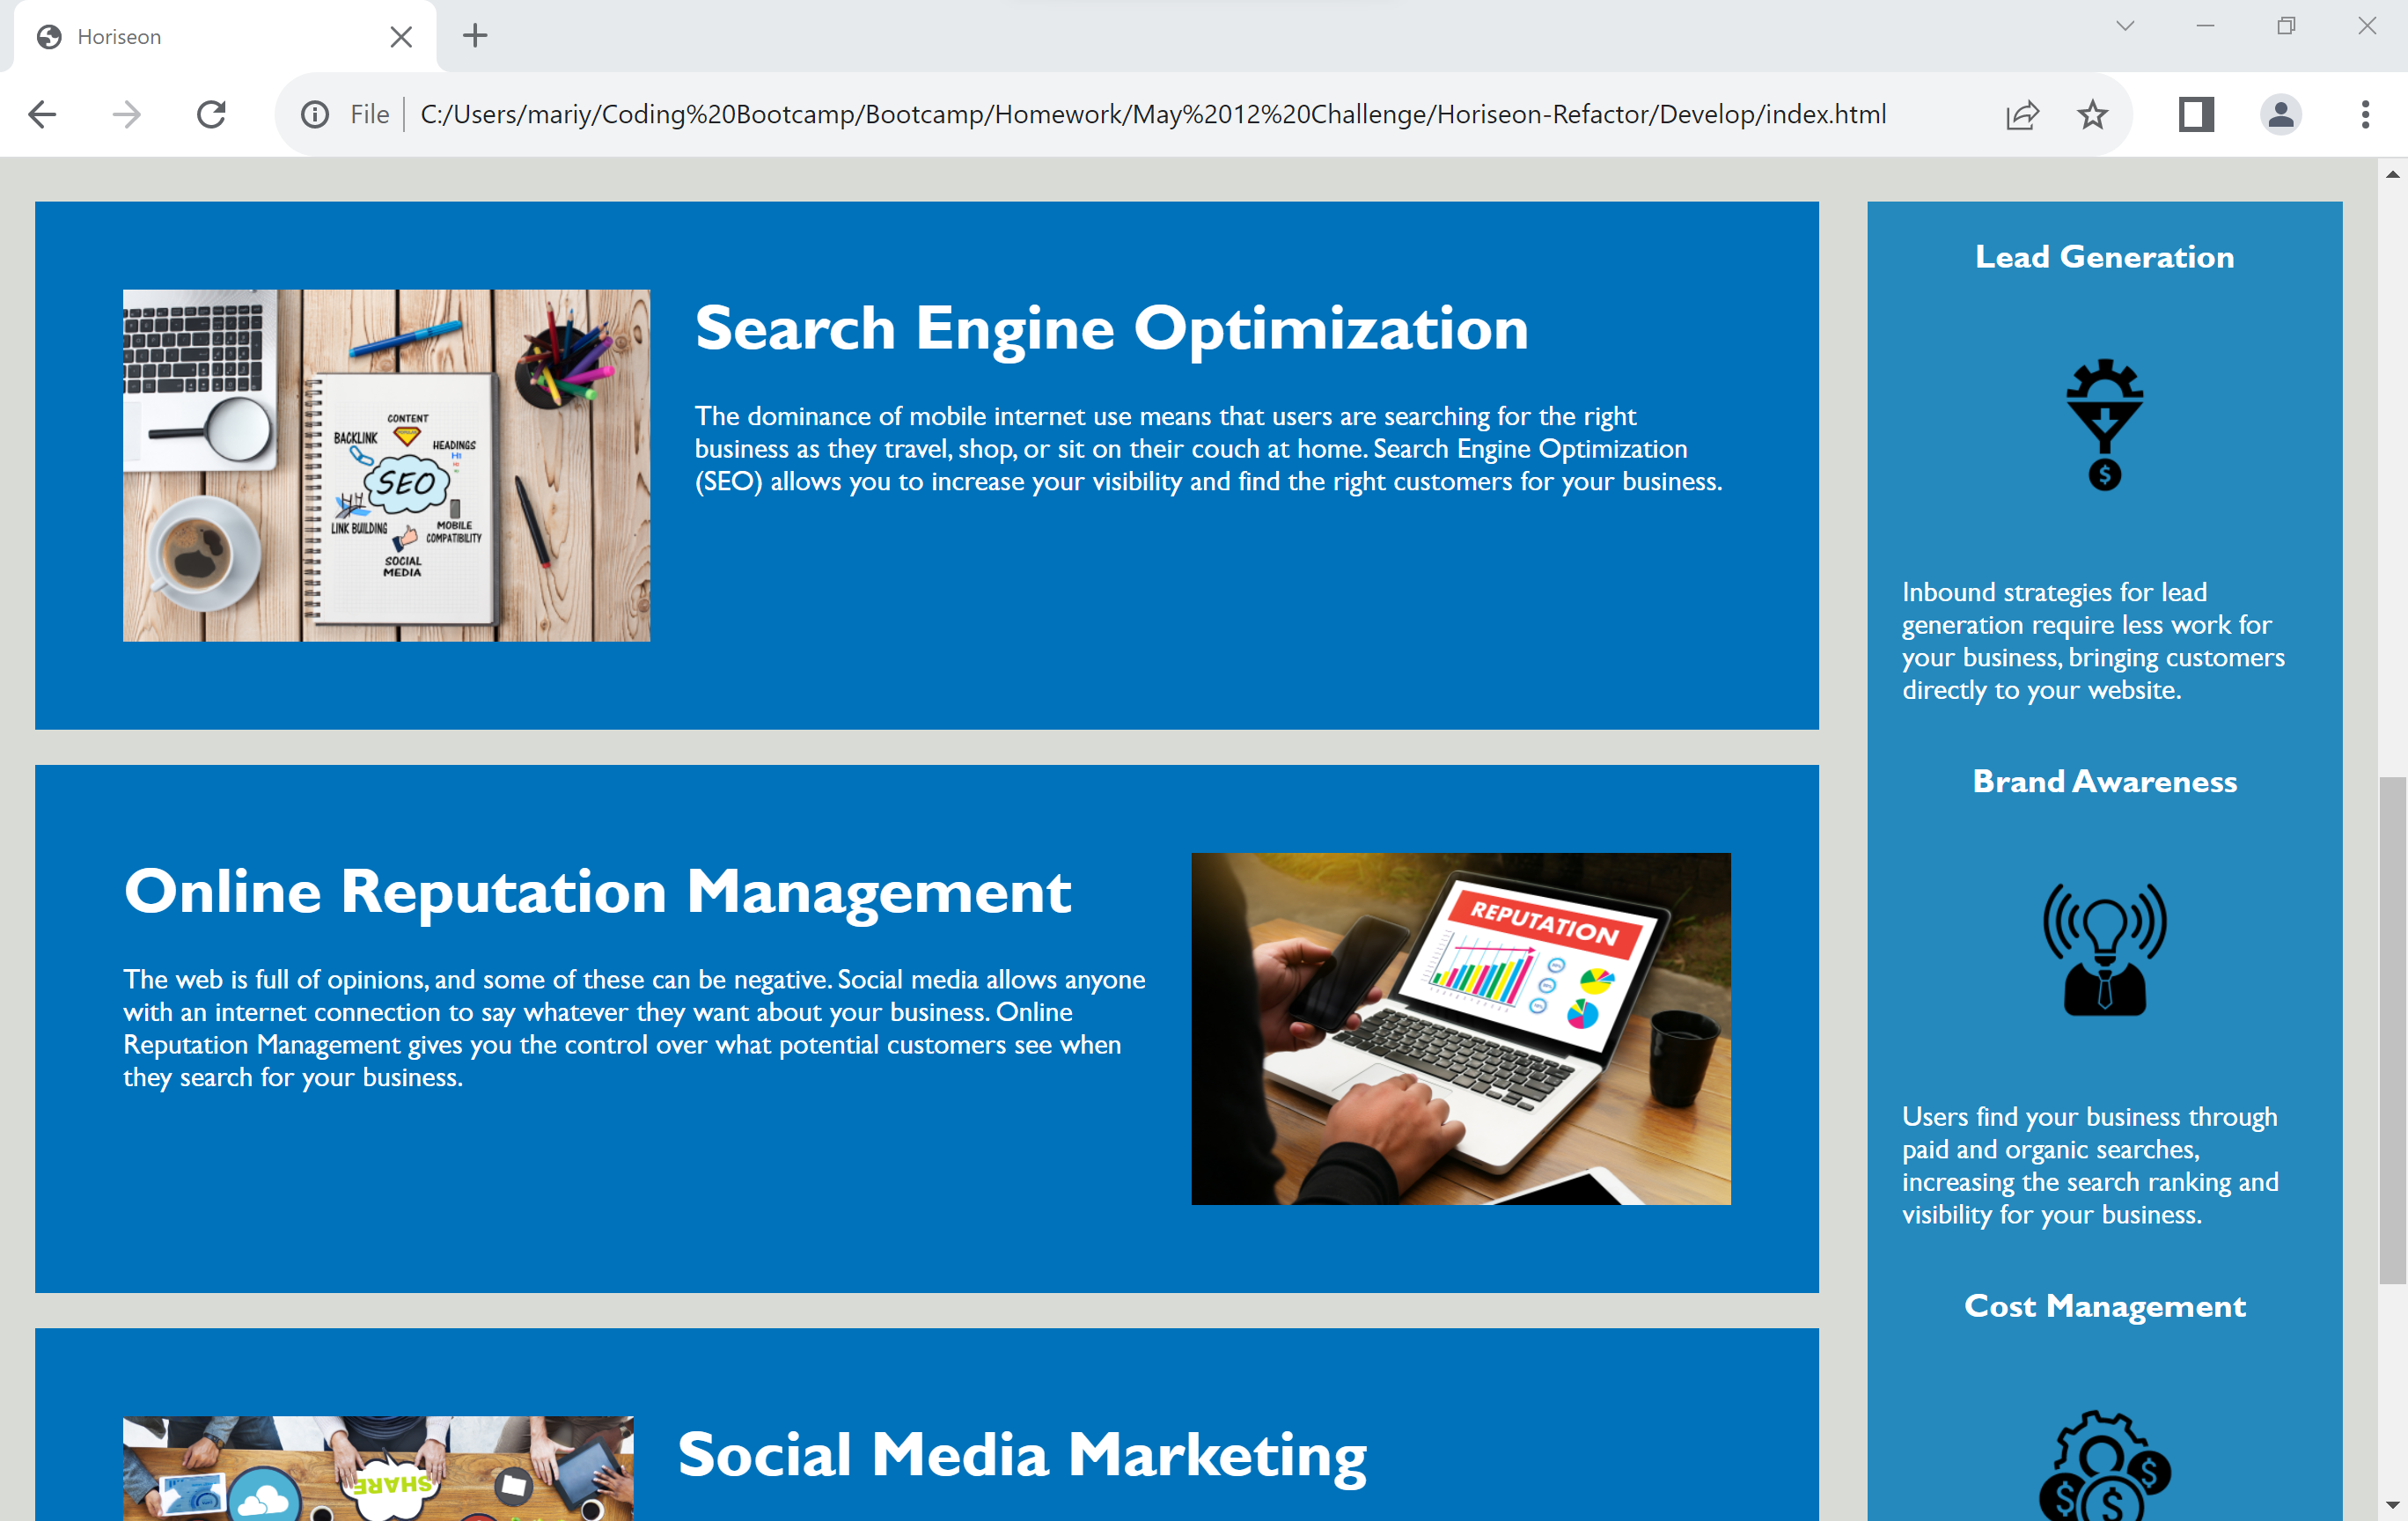 Horiseon
File
C:/Users/mariy/Coding%20Bootcamp/Bootcamp/Homework/May%2012%20Challenge/Horiseon-Refactor/Develop/index.html
CONTENT
BACKLINK
HEADINGS
H1
SEO
LINK BUILDING
MOBILE
COMPATIBILITY
SOCIAL
MEDIA
Search Engine Optimization
The dominance of mobile internet use means that users are searching for the right
business as they travel, shop, or sit on their couch at home. Search Engine Optimization
(SEO) allows you to increase your visibility and find the right customers for your business.
Online Reputation Management
The web is full of opinions, and some of these can be negative. Social media allows anyone
with an internet connection to say whatever they want about your business. Online
Reputation Management gives you the control over what potential customers see when
they search for your business.
REPUTATION
SHARE
Social Media Marketing
Lead Generation
$
Inbound strategies for lead
generation require less work for
your business, bringing customers
directly to your website.
Brand Awareness
Users find your business through
paid and organic searches,
increasing the search ranking and
visibility for your business.
Cost Management
$
$
$